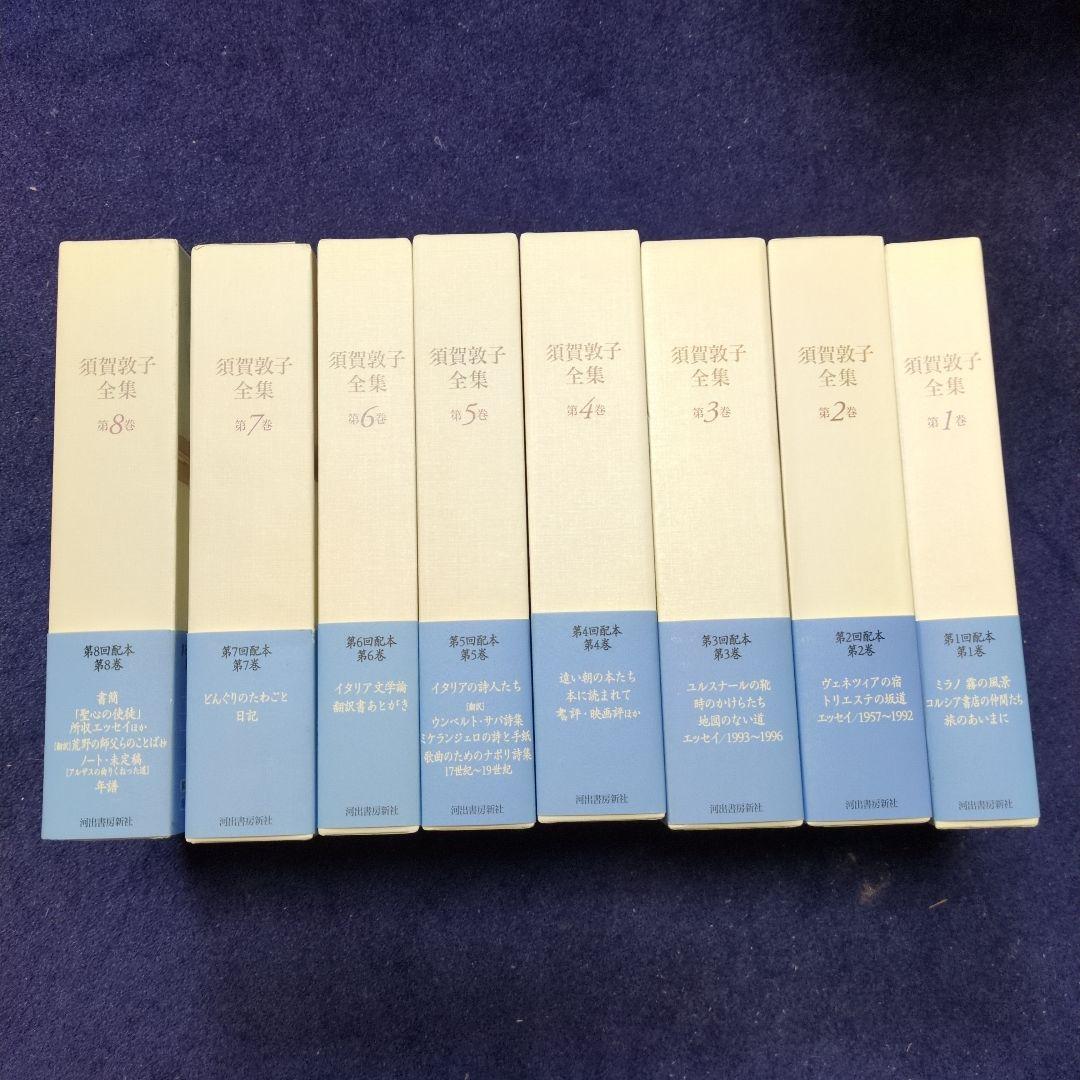 須賀敦子
全集
第8巻
第8回配本
第8巻
書簡
「聖心の使徒」
所収エッセイほか
[翻訳]荒野の師父らのことば抄
ノート・未定稿
[アルザスの曲りくねった道]
年譜
須賀敦子
全集
第7巻
第7回配本
第7巻
どんぐりのたわごと
日記
河出書房新社
須賀敦子
全集
第6巻
第6回配本
第6巻
イタリア文学論
翻訳書あとがき
河出書房新社
須賀敦子
全集
第5巻
第5回配本
第5巻
イタリアの詩人たち
[翻訳]
ウンベルト・サバ詩集
ミケランジェロの詩と手紙
歌曲のためのナポリ詩集
17世紀〜19世紀
河出書房新社
須賀敦子
全集
第4巻
第4回配本
第4巻
遠い朝の本たち
本に読まれて
書評・映画評ほか
河出書房新社
須賀敦子
全集
第3巻
第3回配本
第3巻
ユルスナールの靴
時のかけらたち
地図のない道
エッセイ/1993〜1996
河出書房新社
須賀敦子
全集
第2巻
第2回配本
第2巻
ヴェネツィアの宿
トリエステの坂道
エッセイ/1957〜1992
河出書房新社
須賀敦子
全集
第1巻
第1回配本
第1巻
ミラノ 霧の風景
コルシア書店の仲間たち
旅のあいまに
河出書房新社
河出書房新社